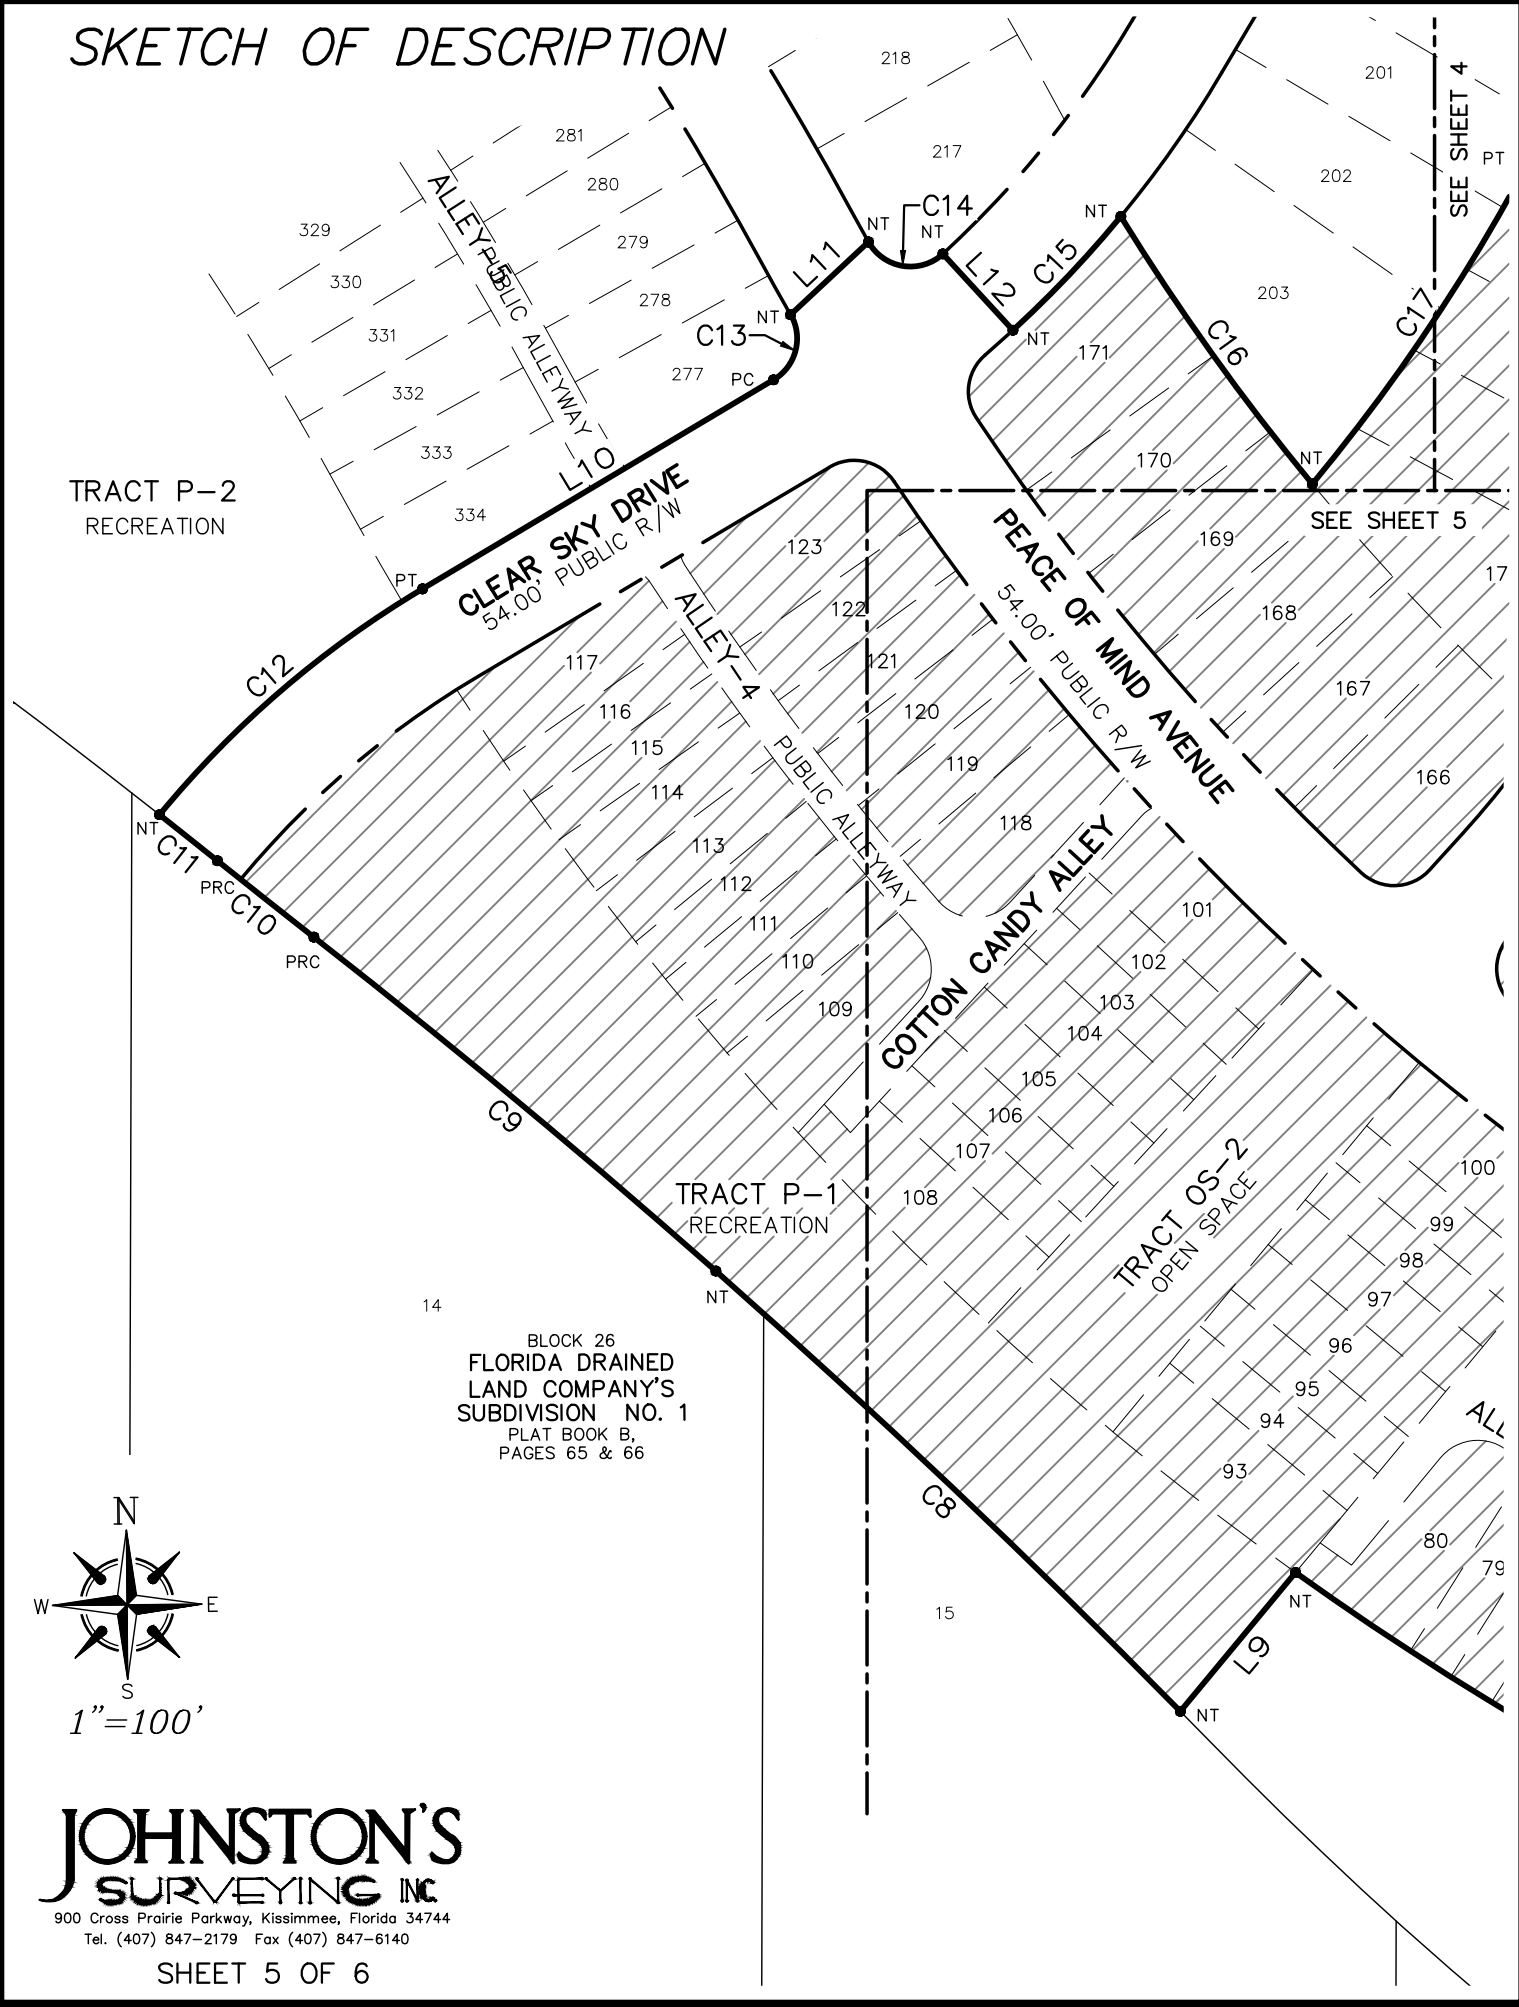 SKETCH OF DESCRIPTION
218
201
SEE SHEET 4
281
217
PT
280
202
ALLEY-5
PUBLIC ALLEYWAY
329
279
NT
C14
NT
NT
330
278
L11
L12
C15
203
331
NT
C13
NT
C16
C17
277
PC
171
332
333
L10
170
NT
TRACT P-2
RECREATION
334
SEE SHEET 5
CLEAR SKY DRIVE
54.00' PUBLIC R/W
PEACE OF MIND AVENUE
54.00' PUBLIC R/W
123
169
PT
17
122
168
ALLEY-4
PUBLIC ALLEYWAY
117
121
C12
116
120
167
115
119
166
114
118
NT
C11
113
PRC
112
C10
111
101
PRC
110
102
109
103
COTTON CANDY ALLEY
104
105
C9
106
107
100
TRACT P-1
RECREATION
108
TRACT OS-2
OPEN SPACE
99
98
NT
97
14
96
BLOCK 26
FLORIDA DRAINED
LAND COMPANY'S
SUBDIVISION NO. 1
PLAT BOOK B,
PAGES 65 & 66
95
94
ALL
93
C8
80
79
N
W
E
S
1"=100'
15
NT
L9
NT
JOHNSTON'S
SURVEYING INC.
900 Cross Prairie Parkway, Kissimmee, Florida 34744
Tel. (407) 847-2179 Fax (407) 847-6140
SHEET 5 OF 6